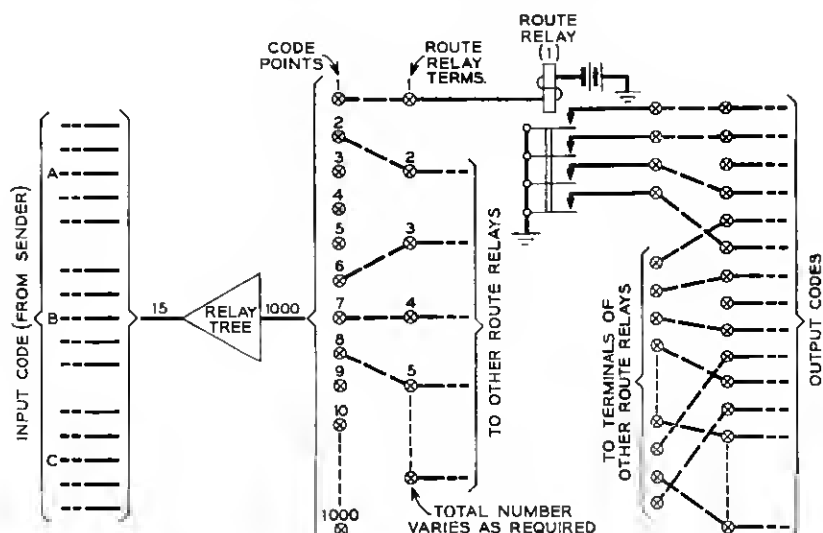 INPUT CODE (FROM SENDER)
A
B
C
15
RELAY
TREE
1000
CODE
POINTS
1
2
3
4
5
6
7
8
9
10
1000
ROUTE
RELAY
TERMS.
1
2
3
4
5
TOTAL NUMBER
VARIES AS REQUIRED
TO OTHER ROUTE RELAYS
ROUTE
RELAY
(1)
TO TERMINALS OF
OTHER ROUTE RELAYS
OUTPUT CODES